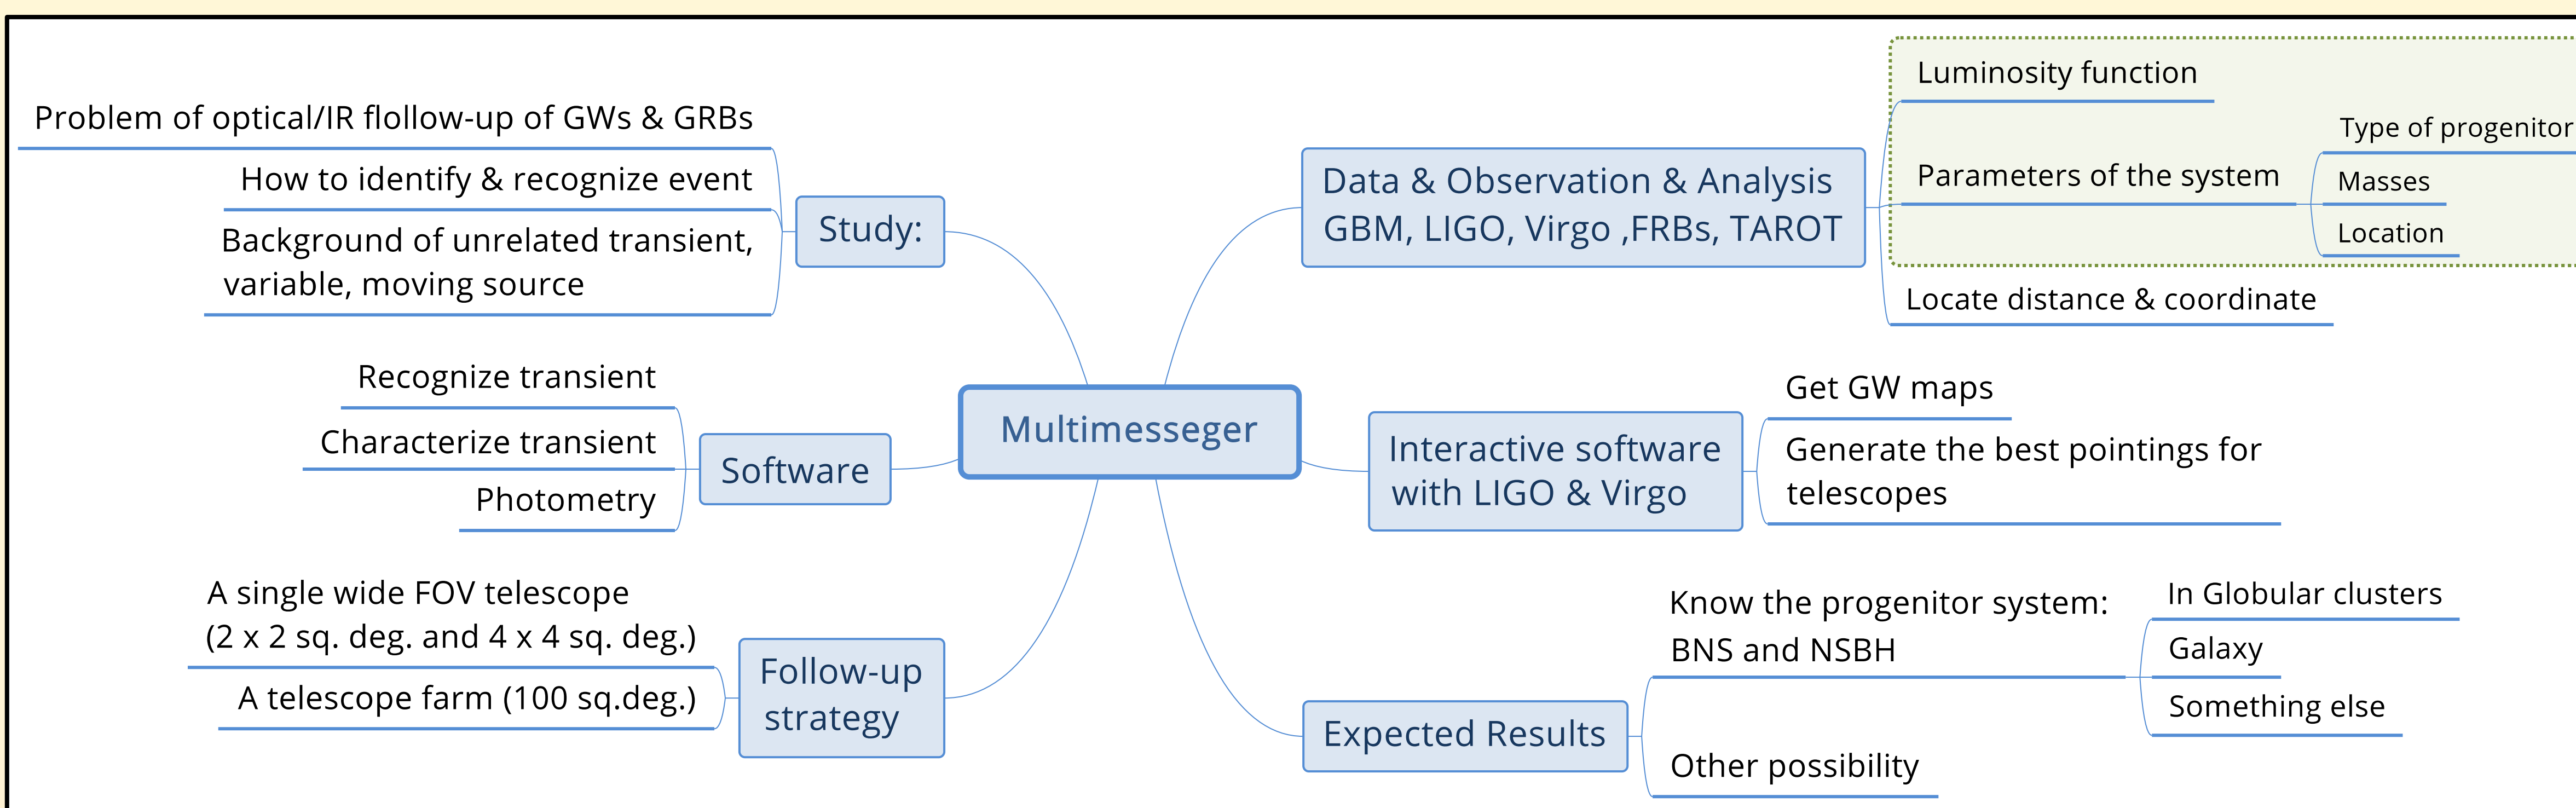 Multimesseger
Study:
Problem of optical/IR flollow-up of GWs & GRBs
How to identify & recognize event
Background of unrelated transient,
variable, moving source
Software
Recognize transient
Characterize transient
Photometry
Follow-up
strategy
A single wide FOV telescope
(2 x 2 sq. deg. and 4 x 4 sq. deg.)
A telescope farm (100 sq.deg.)
Data & Observation & Analysis
GBM, LIGO, Virgo ,FRBs, TAROT
Luminosity function
Parameters of the system
Type of progenitor
Masses
Location
Locate distance & coordinate
Interactive software
with LIGO & Virgo
Get GW maps
Generate the best pointings for
telescopes
Expected Results
Know the progenitor system:
BNS and NSBH
In Globular clusters
Galaxy
Something else
Other possibility